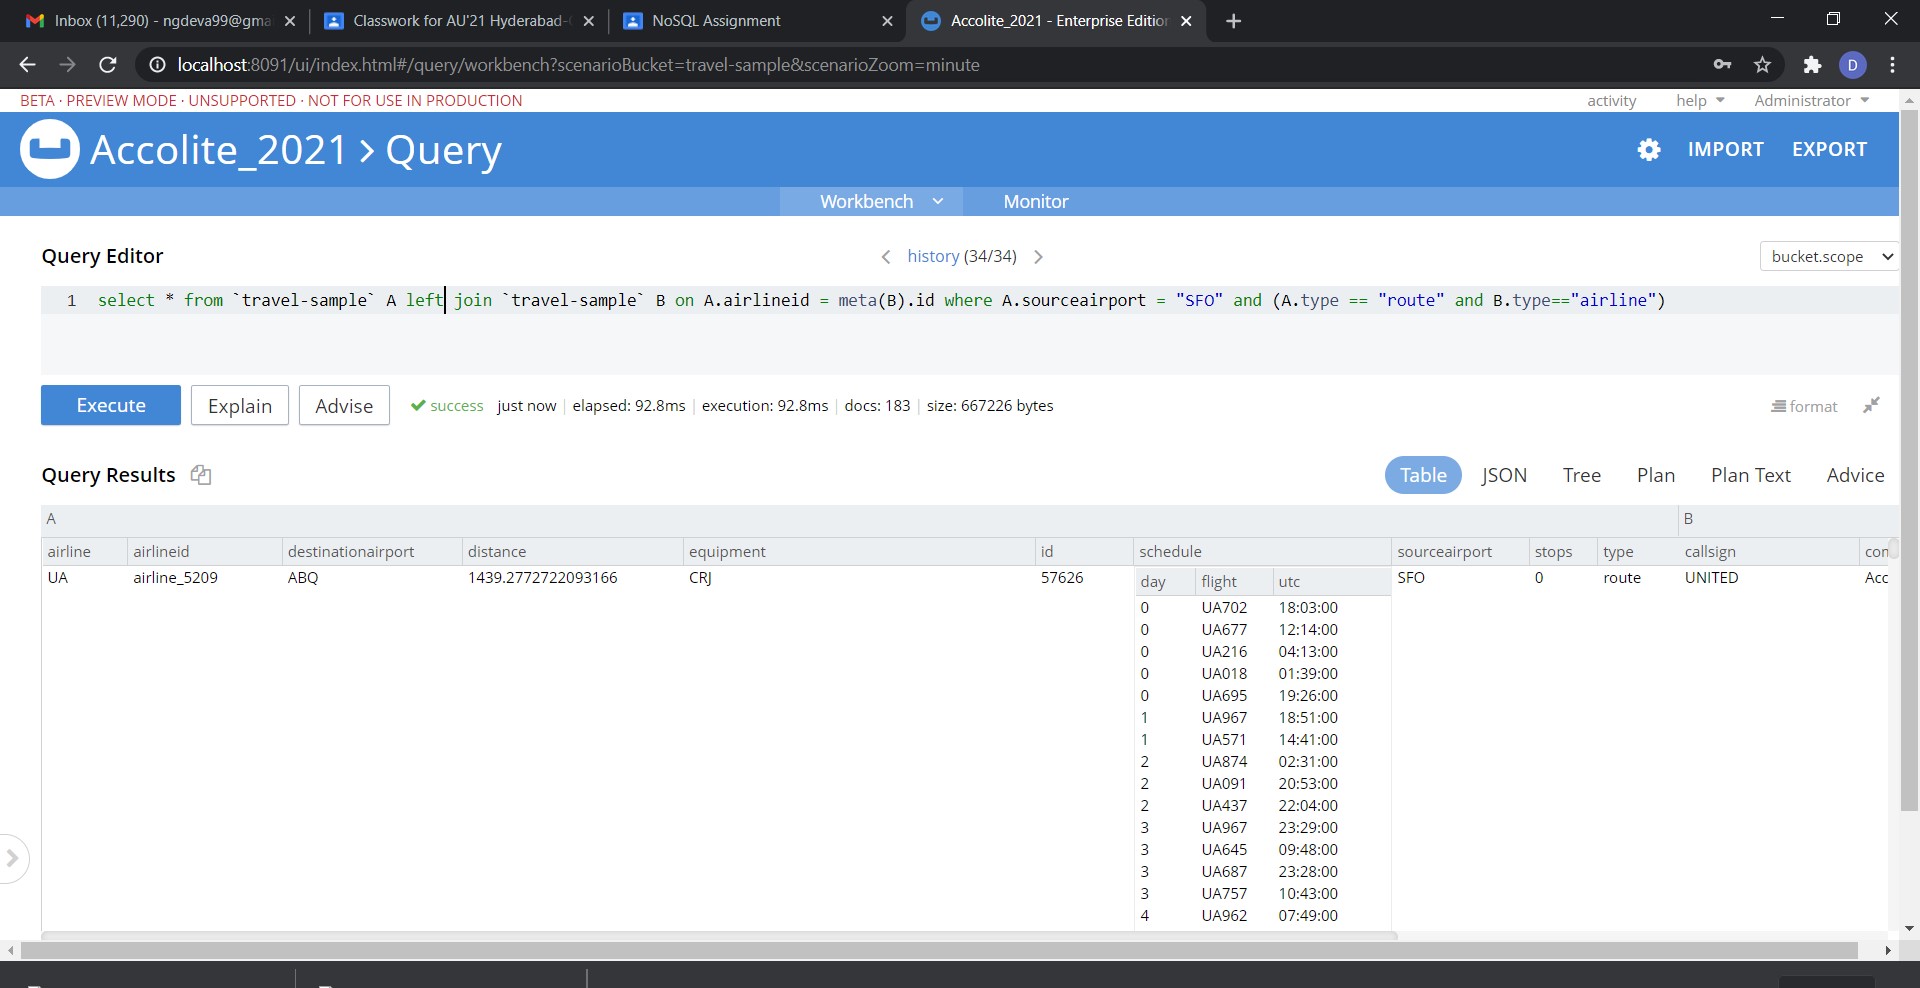 Inbox (11,290) - ngdeva99@gma
Classwork for AU'21 Hyderabad-
NoSQL Assignment
Accolite_2021 - Enterprise Edition
localhost:8091/ui/index.html#/query/workbench?scenarioBucket=travel-sample&scenarioZoom=minute
D
BETA · PREVIEW MODE · UNSUPPORTED · NOT FOR USE IN PRODUCTION
activity help Administrator
Accolite_2021 > Query
IMPORT EXPORT
Workbench Monitor
Query Editor
history (34/34)
bucket.scope
1 select * from `travel-sample` A left join `travel-sample` B on A.airlineid = meta(B).id where A.sourceairport = "SFO" and (A.type == "route" and B.type=="airline")
Execute Explain Advise success just now elapsed: 92.8ms execution: 92.8ms docs: 183 size: 667226 bytes format
Query Results
Table JSON Tree Plan Plan Text Advice
A B
airline airlineid destinationairport distance equipment id schedule sourceairport stops type callsign con
UA airline_5209 ABQ 1439.2772722093166 CRJ 57626 SFO 0 route UNITED Acc
day flight utc
0 UA702 18:03:00
0 UA677 12:14:00
0 UA216 04:13:00
0 UA018 01:39:00
0 UA695 19:26:00
1 UA967 18:51:00
1 UA571 14:41:00
2 UA874 02:31:00
2 UA091 20:53:00
2 UA437 22:04:00
3 UA967 23:29:00
3 UA645 09:48:00
3 UA687 23:28:00
3 UA757 10:43:00
4 UA962 07:49:00